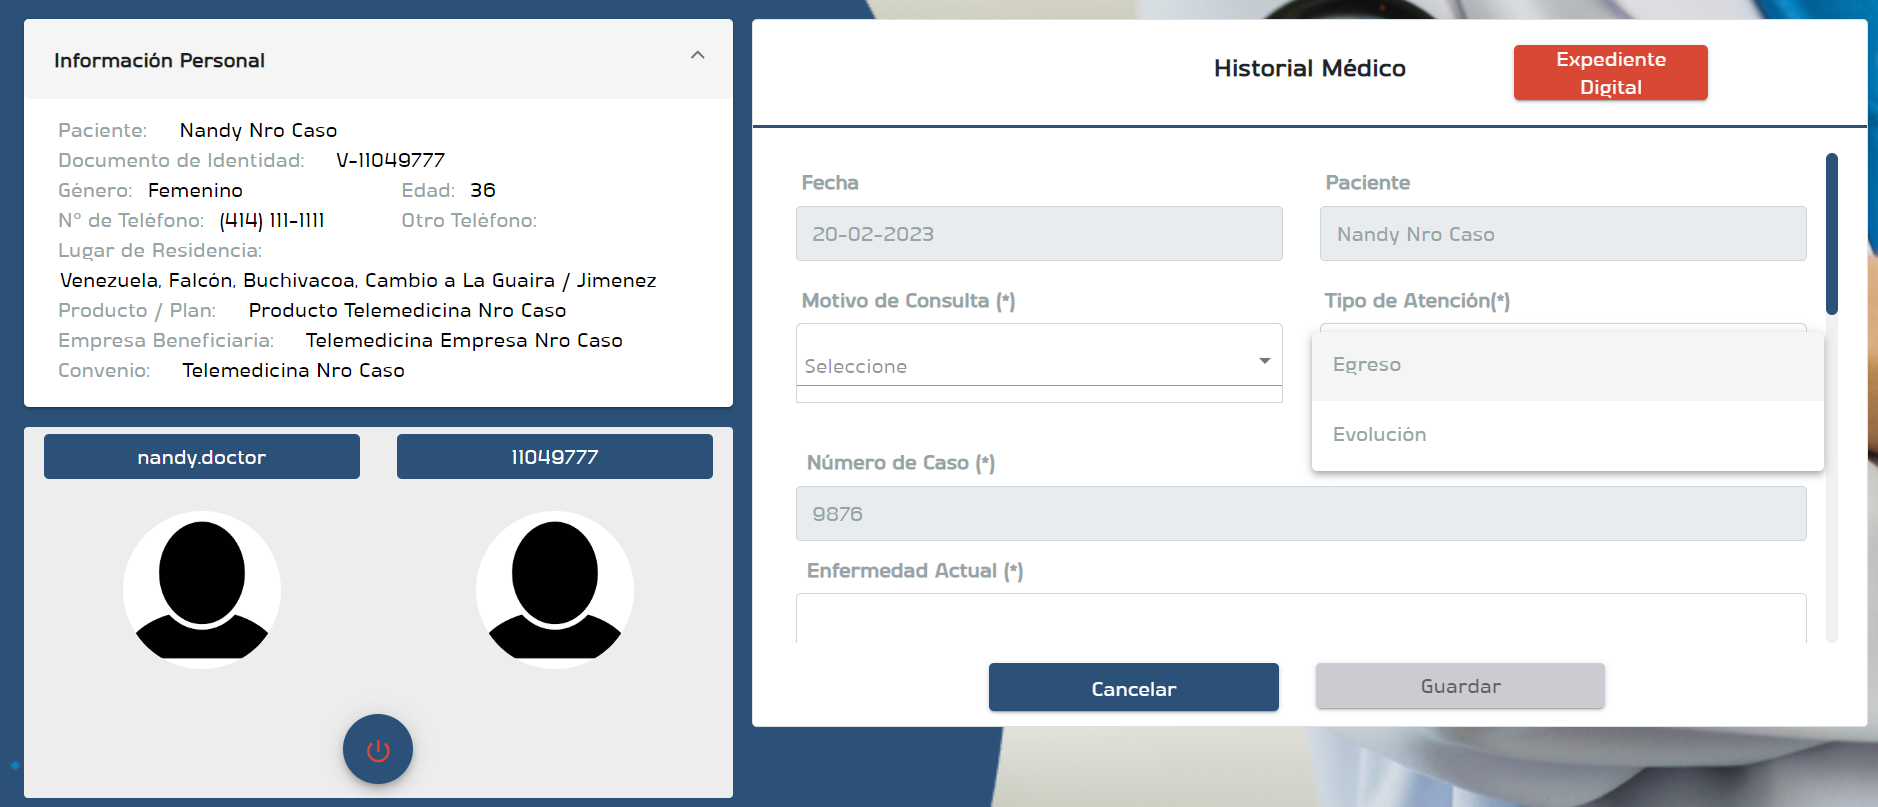 Información Personal
Paciente: Nandy Nro Caso
Documento de Identidad: V-11049777
Género: Femenino Edad: 36
N° de Teléfono: (414) 111-1111 Otro Teléfono:
Lugar de Residencia:
Venezuela, Falcón, Buchivacoa, Cambio a La Guaira / Jimenez
Producto / Plan: Producto Telemedicina Nro Caso
Empresa Beneficiaria: Telemedicina Empresa Nro Caso
Convenio: Telemedicina Nro Caso
nandy.doctor
11049777
Historial Médico
Expediente
Digital
Fecha
Paciente
20-02-2023
Nandy Nro Caso
Motivo de Consulta (*)
Tipo de Atención(*)
Seleccione
Egreso
Evolución
Número de Caso (*)
9876
Enfermedad Actual (*)
Cancelar
Guardar